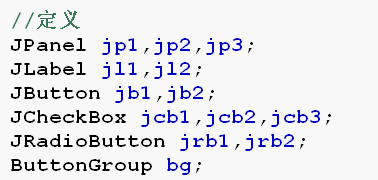 //定义
JPanel jp1,jp2,jp3;
JLabel jl1,jl2;
JButton jb1,jb2;
JCheckBox jcb1,jcb2,jcb3;
JRadioButton jrb1,jrb2;
ButtonGroup bg;